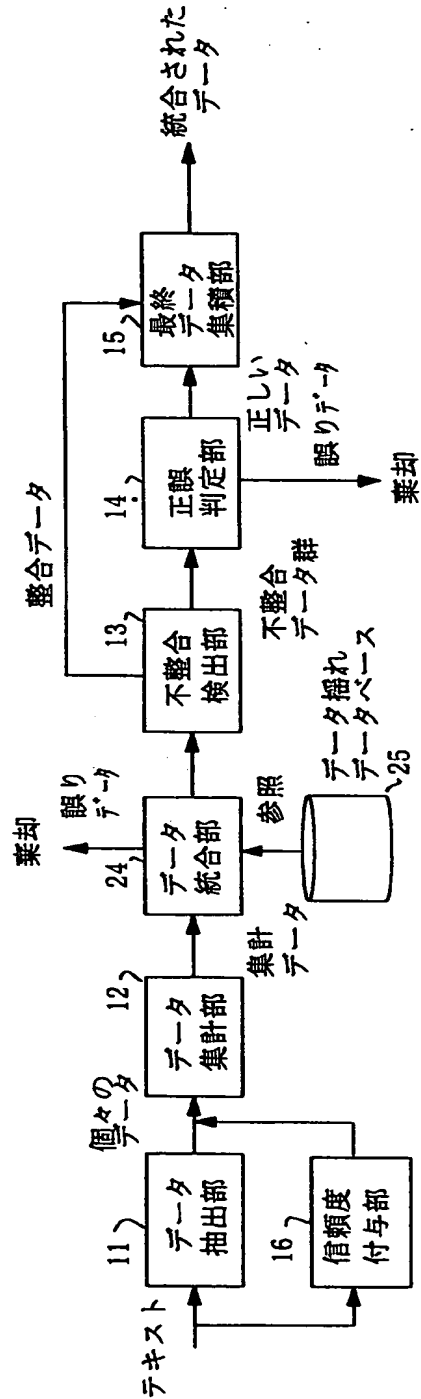 テキスト
11
データ
抽出部
16
信頼度
付与部
個々の
データ
12
データ
集計部
集計
データ
棄却
誤り
データ
24
データ
統合部
参照
データ揺れ
データベース
25
整合データ
13
不整合
検出部
不整合
データ群
14
正誤
判定部
正しい
データ
誤りデータ
棄却
15
最終
データ
集積部
統合された
データ